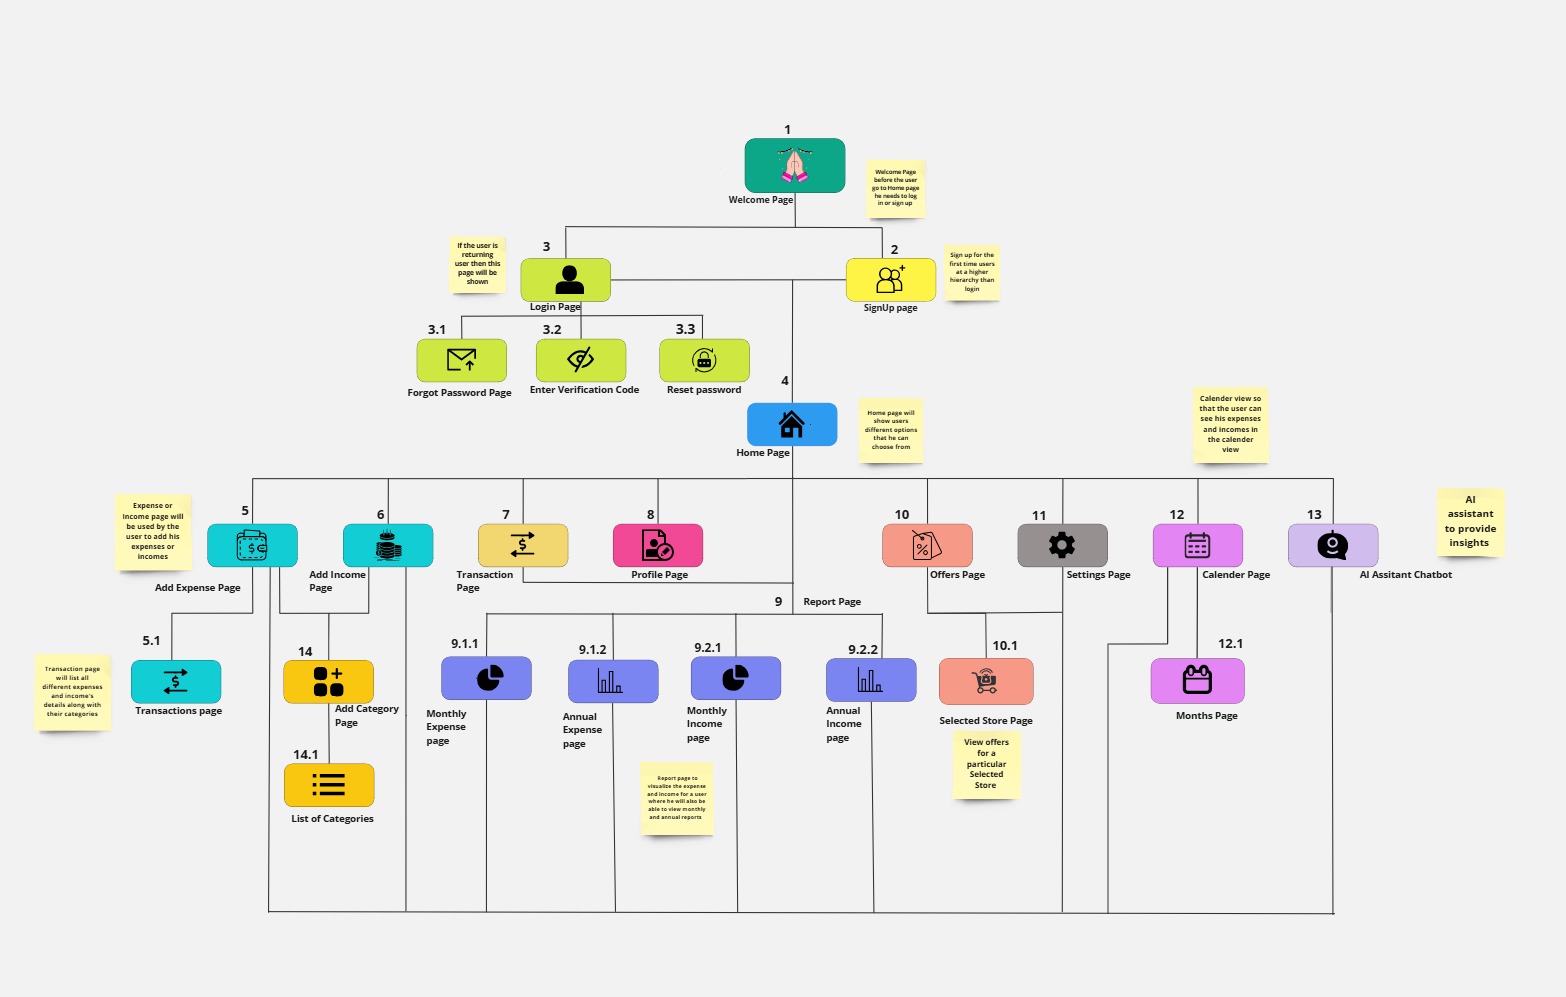 1
Welcome Page
Welcome Page
before the user
go to Home page
he needs to log
in or sign up
If the user is
returning
user then this
page will be
shown
3
Login Page
2
SignUp page
Sign up for the
first time users
at a higher
hierarchy than
login
3.1
Forgot Password Page
3.2
Enter Verification Code
3.3
Reset password
4
Home Page
Home page will
show users
different options
that he can
choose from
Calender view so
that the user can
see his expenses
and incomes in
the calender
view
Expense or
Income page will
be used by the
user to add his
expenses or
incomes
5
Add Expense Page
6
Add Income
Page
7
Transaction
Page
8
Profile Page
10
Offers Page
11
Settings Page
12
Calender Page
13
AI Assitant Chatbot
AI
assistant
to provide
insights
9
Report Page
5.1
Transactions page
Transaction page
will list all
different expenses
and income's
details along with
their categories
14
Add Category
Page
14.1
List of Categories
9.1.1
Monthly
Expense
page
9.1.2
Annual
Expense
page
9.2.1
Monthly
Income
page
9.2.2
Annual
Income
page
10.1
Selected Store Page
View offers
for a
particular
Selected
Store
12.1
Months Page
Report page to
visualize the expense
and income for a user
where he will also be
able to view monthly
and annual reports